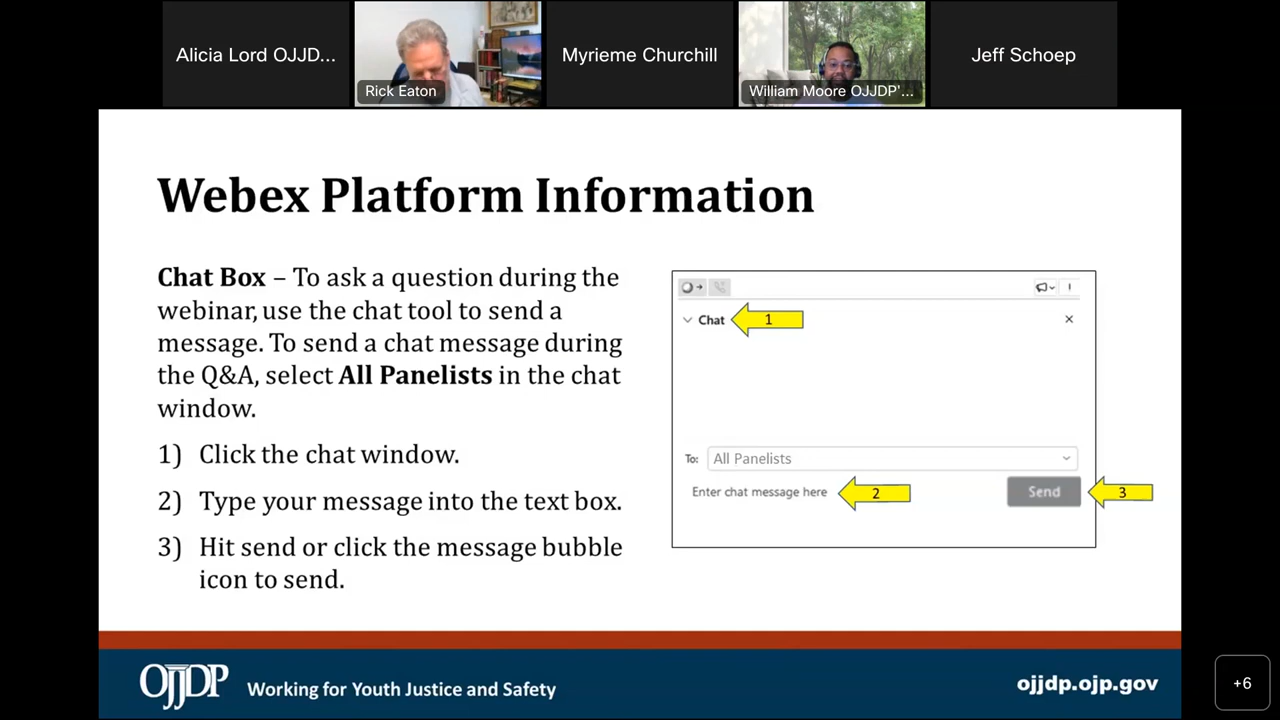 Alicia Lord OJJD...
Rick Eaton
Myrieme Churchill
William Moore OJJDP'...
Jeff Schoep
Webex Platform Information
Chat Box – To ask a question during the
webinar, use the chat tool to send a
message. To send a chat message during
the Q&A, select All Panelists in the chat
window.
1) Click the chat window.
2) Type your message into the text box.
3) Hit send or click the message bubble
icon to send.
Chat
1
To: All Panelists
Enter chat message here
2
Send
3
OJJDP
Working for Youth Justice and Safety
ojjdp.ojp.gov
+6